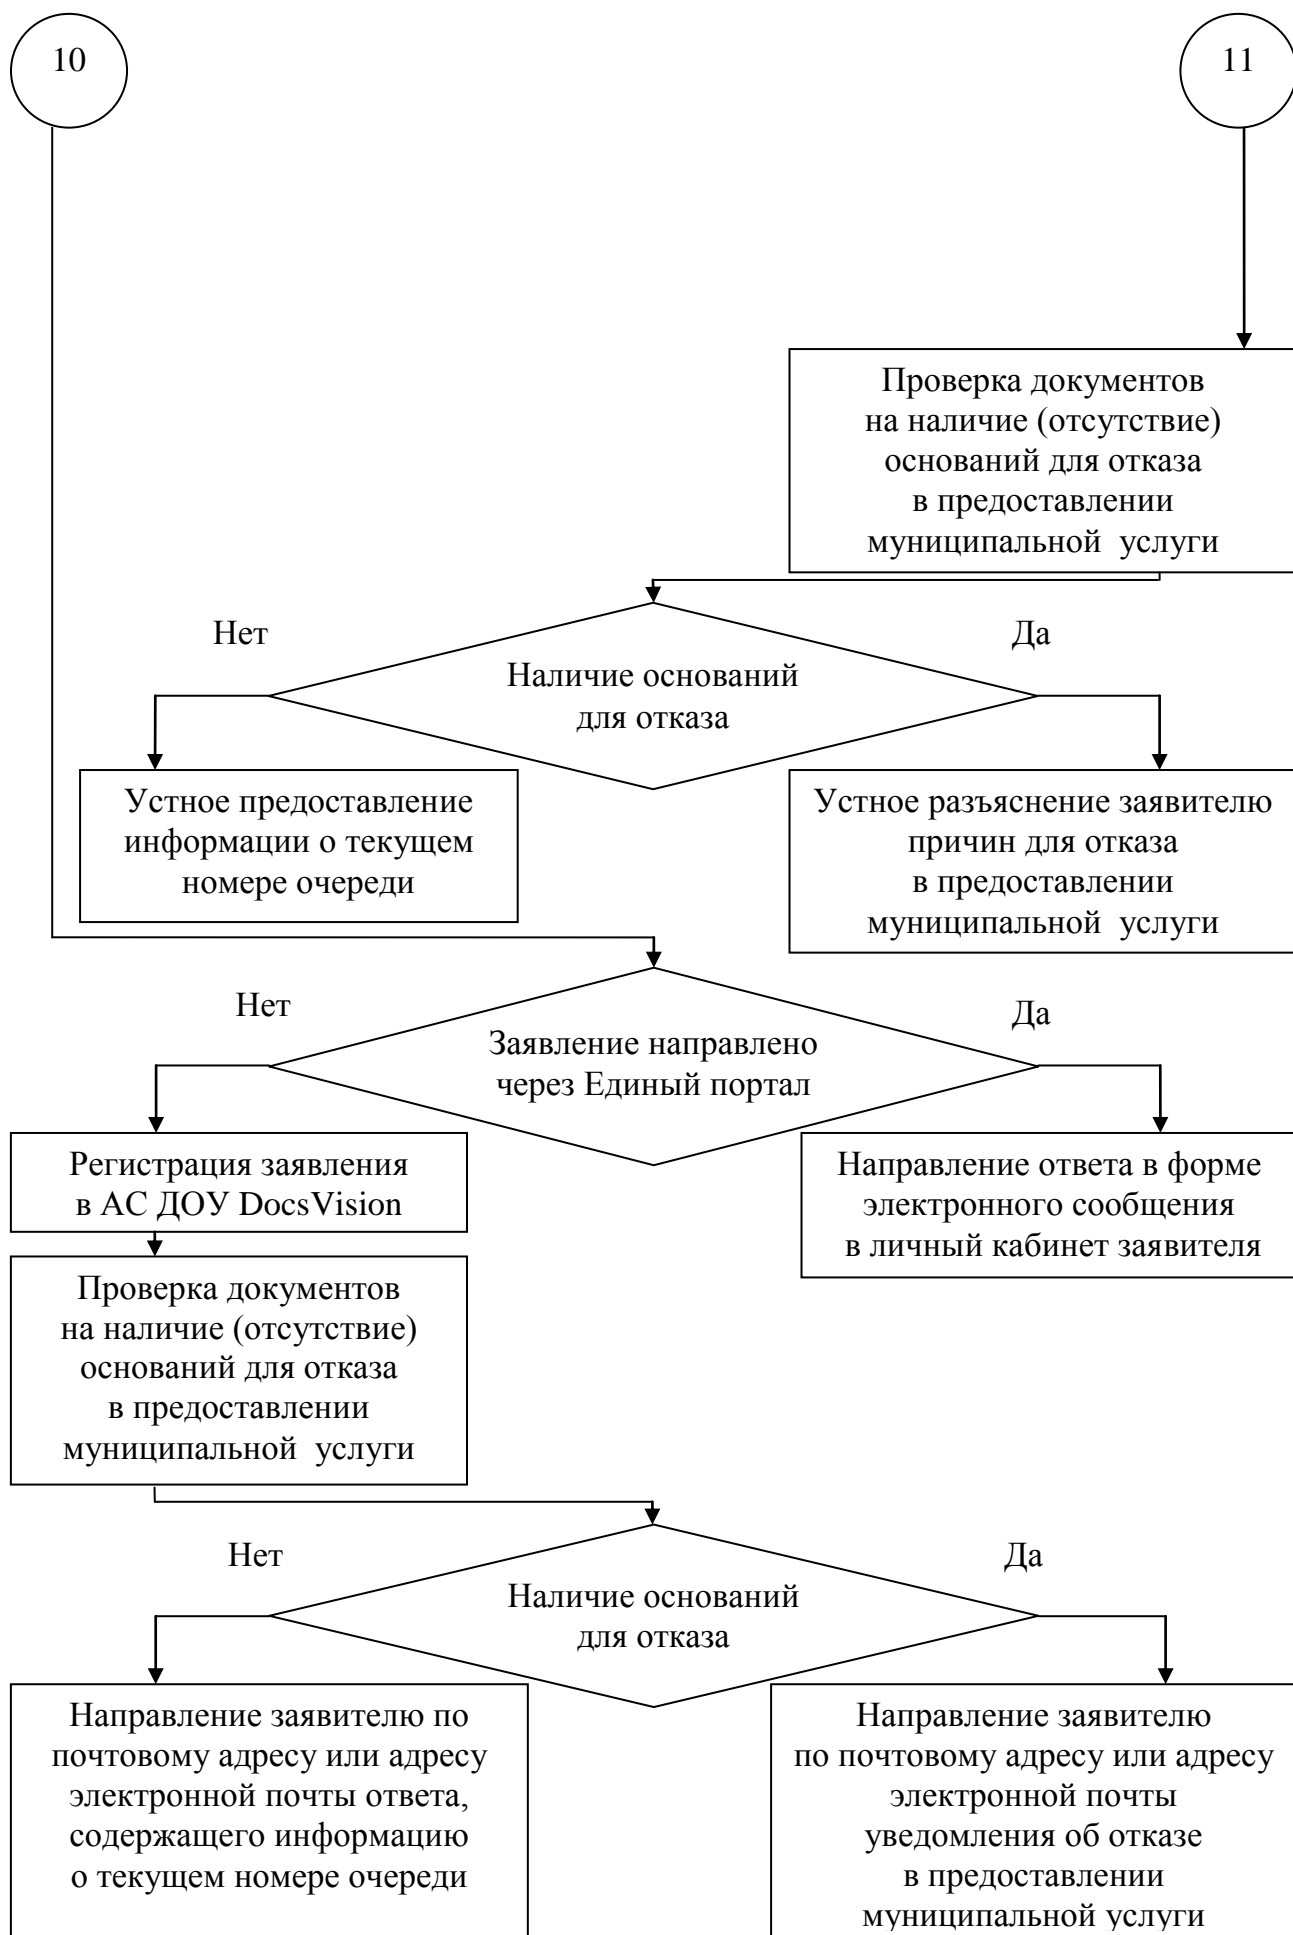 10
11
Проверка документов
на наличие (отсутствие)
оснований для отказа
в предоставлении
муниципальной услуги
Нет
Да
Наличие оснований
для отказа
Устное предоставление
информации о текущем
номере очереди
Устное разъяснение заявителю
причин для отказа
в предоставлении
муниципальной услуги
Нет
Да
Заявление направлено
через Единый портал
Регистрация заявления
в АС ДОУ DocsVision
Направление ответа в форме
электронного сообщения
в личный кабинет заявителя
Проверка документов
на наличие (отсутствие)
оснований для отказа
в предоставлении
муниципальной услуги
Нет
Да
Наличие оснований
для отказа
Направление заявителю по
почтовому адресу или адресу
электронной почты ответа,
содержащего информацию
о текущем номере очереди
Направление заявителю
по почтовому адресу или адресу
электронной почты
уведомления об отказе
в предоставлении
муниципальной услуги